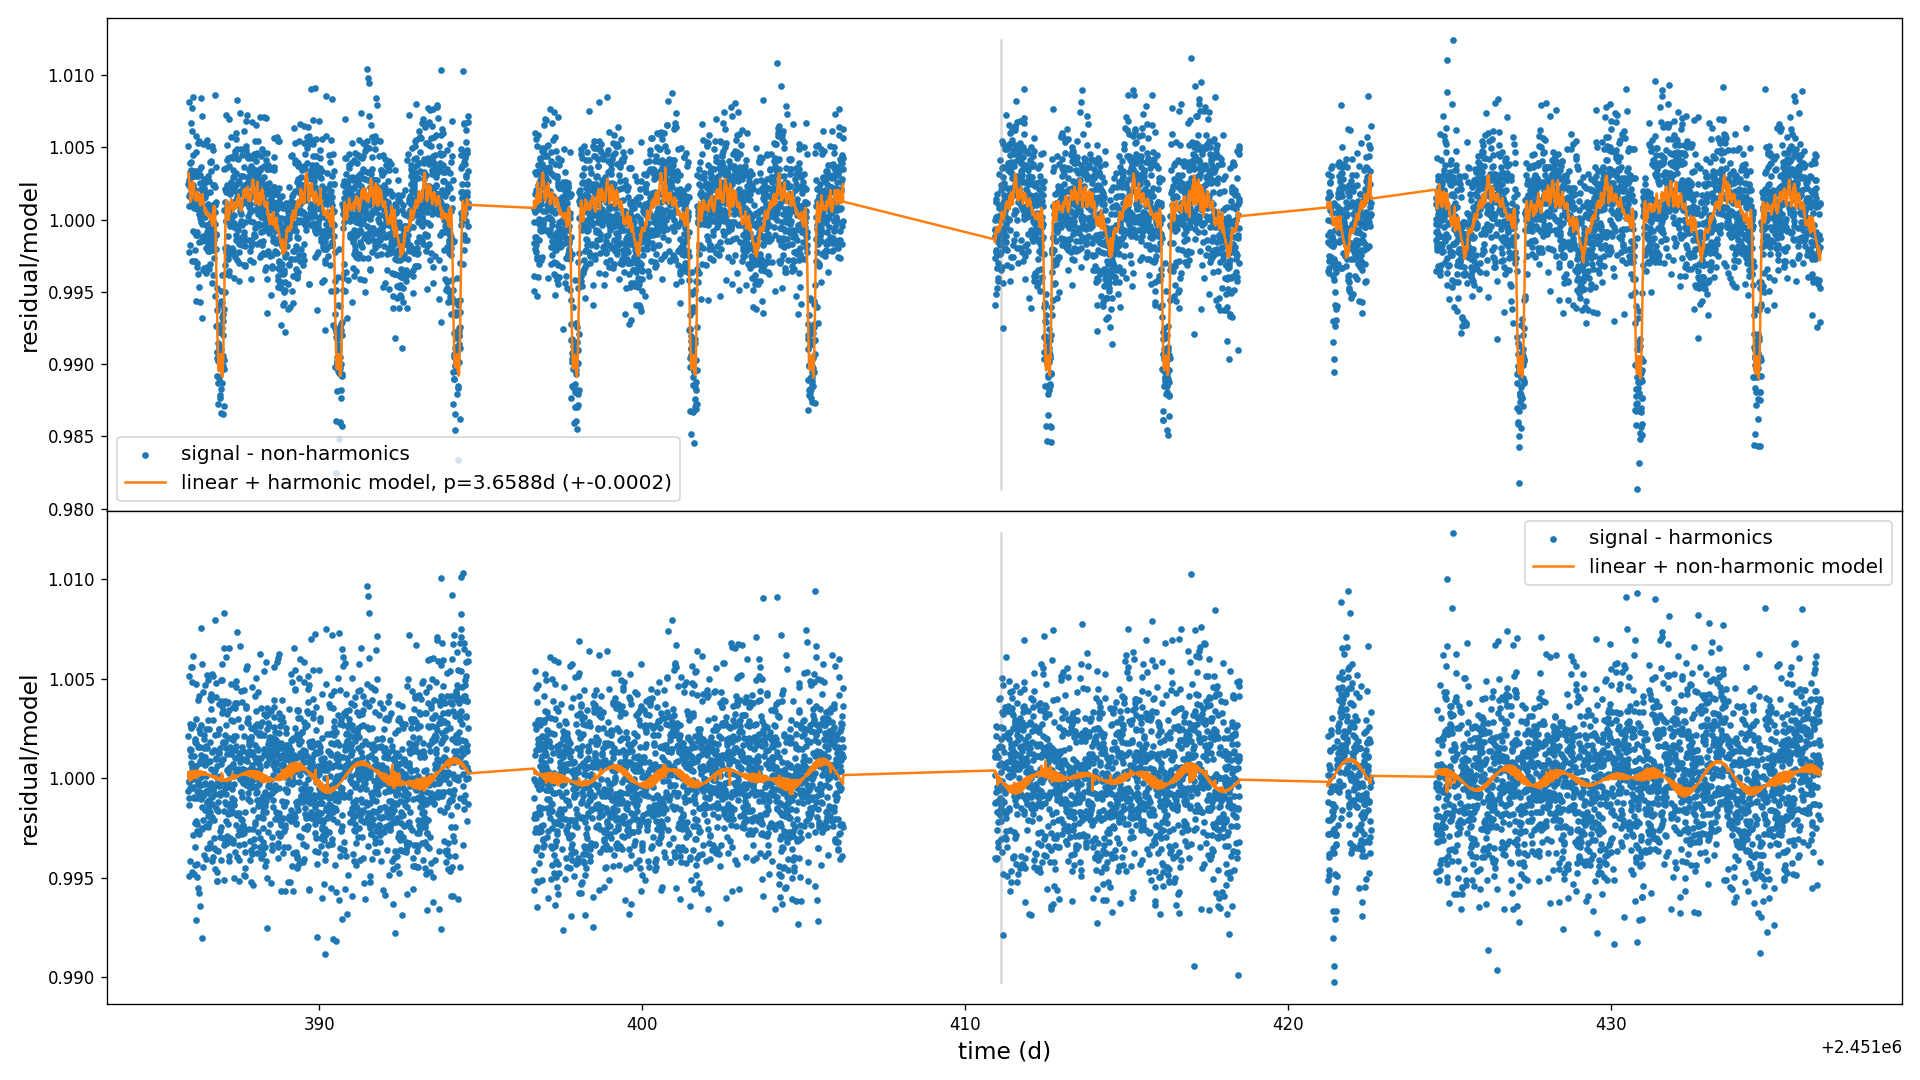 residual/model
1.010
1.005
1.000
0.995
0.990
0.985
0.980
signal - non-harmonics
linear + harmonic model, p=3.6588d (+-0.0002)
residual/model
1.010
1.005
1.000
0.995
0.990
signal - harmonics
linear + non-harmonic model
390
400
410
420
430
time (d)
+2.451e6